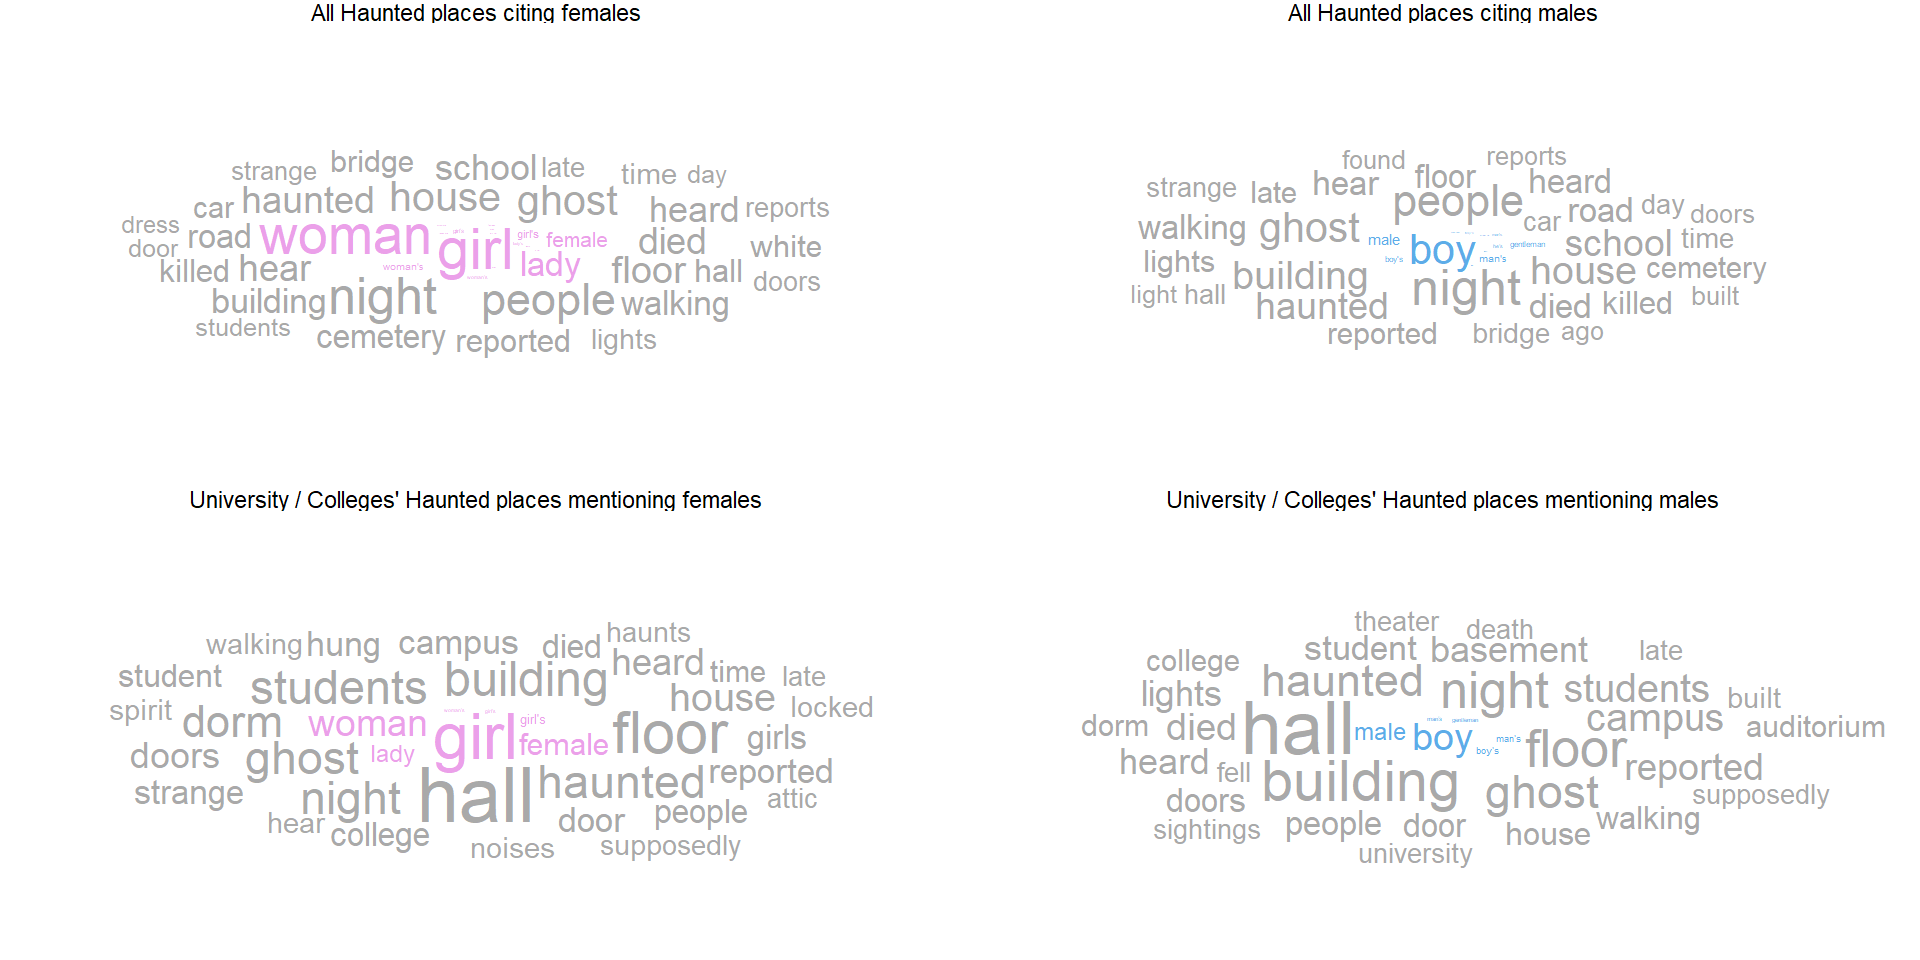 All Haunted places citing females
strange bridge school late time day
haunted house ghost
car heard reports
dress road woman girl girl's female died white
door
woman's lady
killed hear floor hall doors
building night people walking
students cemetery reported lights
All Haunted places citing males
found reports
strange late hear floor heard
people car road day doors
walking ghost male boy gentleman school time
boy's man's
lights building house cemetery
light hall haunted night died killed built
reported bridge ago
University / Colleges' Haunted places mentioning females
walking hung campus died haunts
student students building heard time late
spirit house locked
dorm woman girl girl's floor girls
female
doors ghost lady
strange night hall haunted reported
hear college door people attic
noises supposedly
University / Colleges' Haunted places mentioning males
theater death
college student basement late
lights haunted night students built
dorm died hall male boy man's gentleman campus auditorium
man's
boy's
heard fell building floor reported
doors ghost supposedly
sightings people door house walking
university